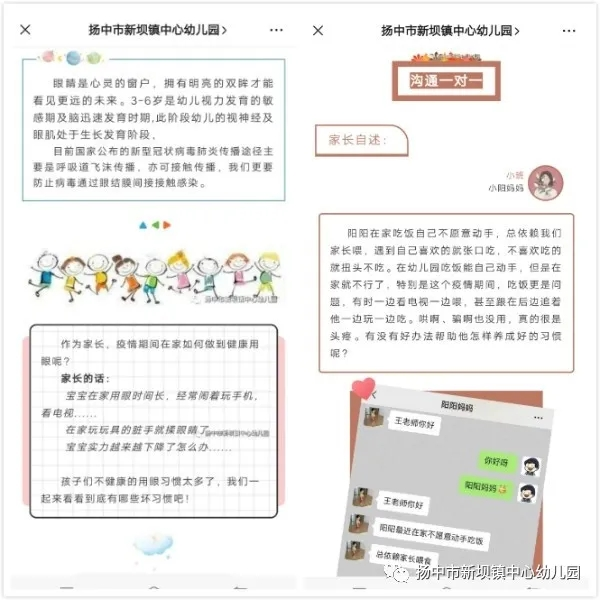 扬中市新坝镇中心幼儿园>
眼睛是心灵的窗户，拥有明亮的双眸才能
看见更远的未来。3-6岁是幼儿视力发育的敏
感期及脑迅速发育时期，此阶段幼儿的视神经及
眼肌处于生长发育阶段。
目前国家公布的新型冠状病毒肺炎传播途径主
要是呼吸道飞沫传播，亦可接触传播，我们更要
防止病毒通过眼结膜间接接触感染。
扬中市新坝镇中心幼儿园
作为家长，疫情期间在家如何做到健康用
眼呢？
家长的话：
宝宝在家用眼时间长，经常闹着玩手机，
看电视……
在家玩玩具的脏手就揉眼睛了
扬中市新坝镇中心幼儿园
宝宝实力越来越下降了怎么办……
孩子们不健康的用眼习惯太多了，我们一
起来看看到底有哪些坏习惯吧！
扬中市新坝镇中心幼儿园>
沟通一对一
家长自述：
小班
小阳妈妈
阳阳在家吃饭自己不愿意动手，总依赖我们
家长喂，遇到自己喜欢的就张口吃，不喜欢吃的
就扭头不吃。在幼儿园吃饭能自己动手，但是在
家就不行了，特别是这个疫情期间，吃饭更是问
题，有时一边看电视一边喂，甚至跟在后边追着
他一边玩一边吃。哄啊、骗啊也没用，真的很是
头疼。有没有好办法帮助他怎样养成好的习惯
呢？
阳阳妈妈
王老师你好
你好呀
阳阳妈妈
王老师你好
阳阳最近在家不愿意动手吃饭
总依赖家长喂食
扬中市新坝镇中心幼儿园